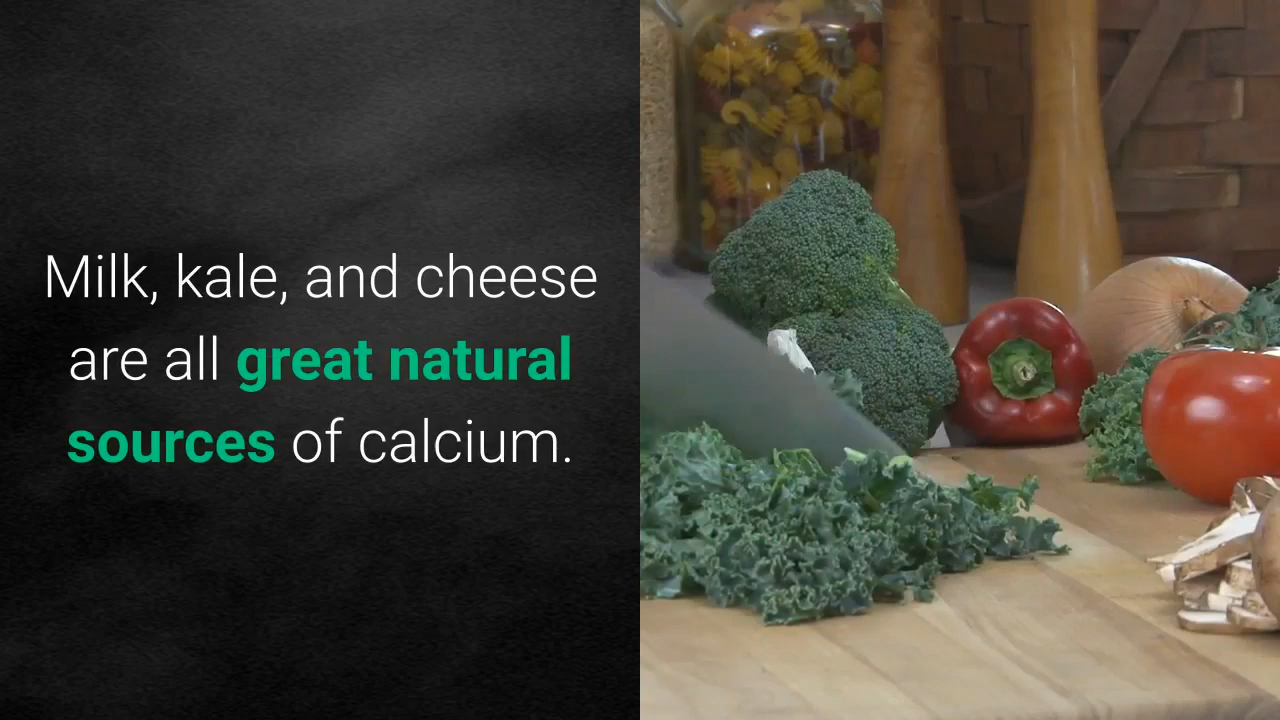 Milk, kale, and cheese
are all great natural
sources of calcium.